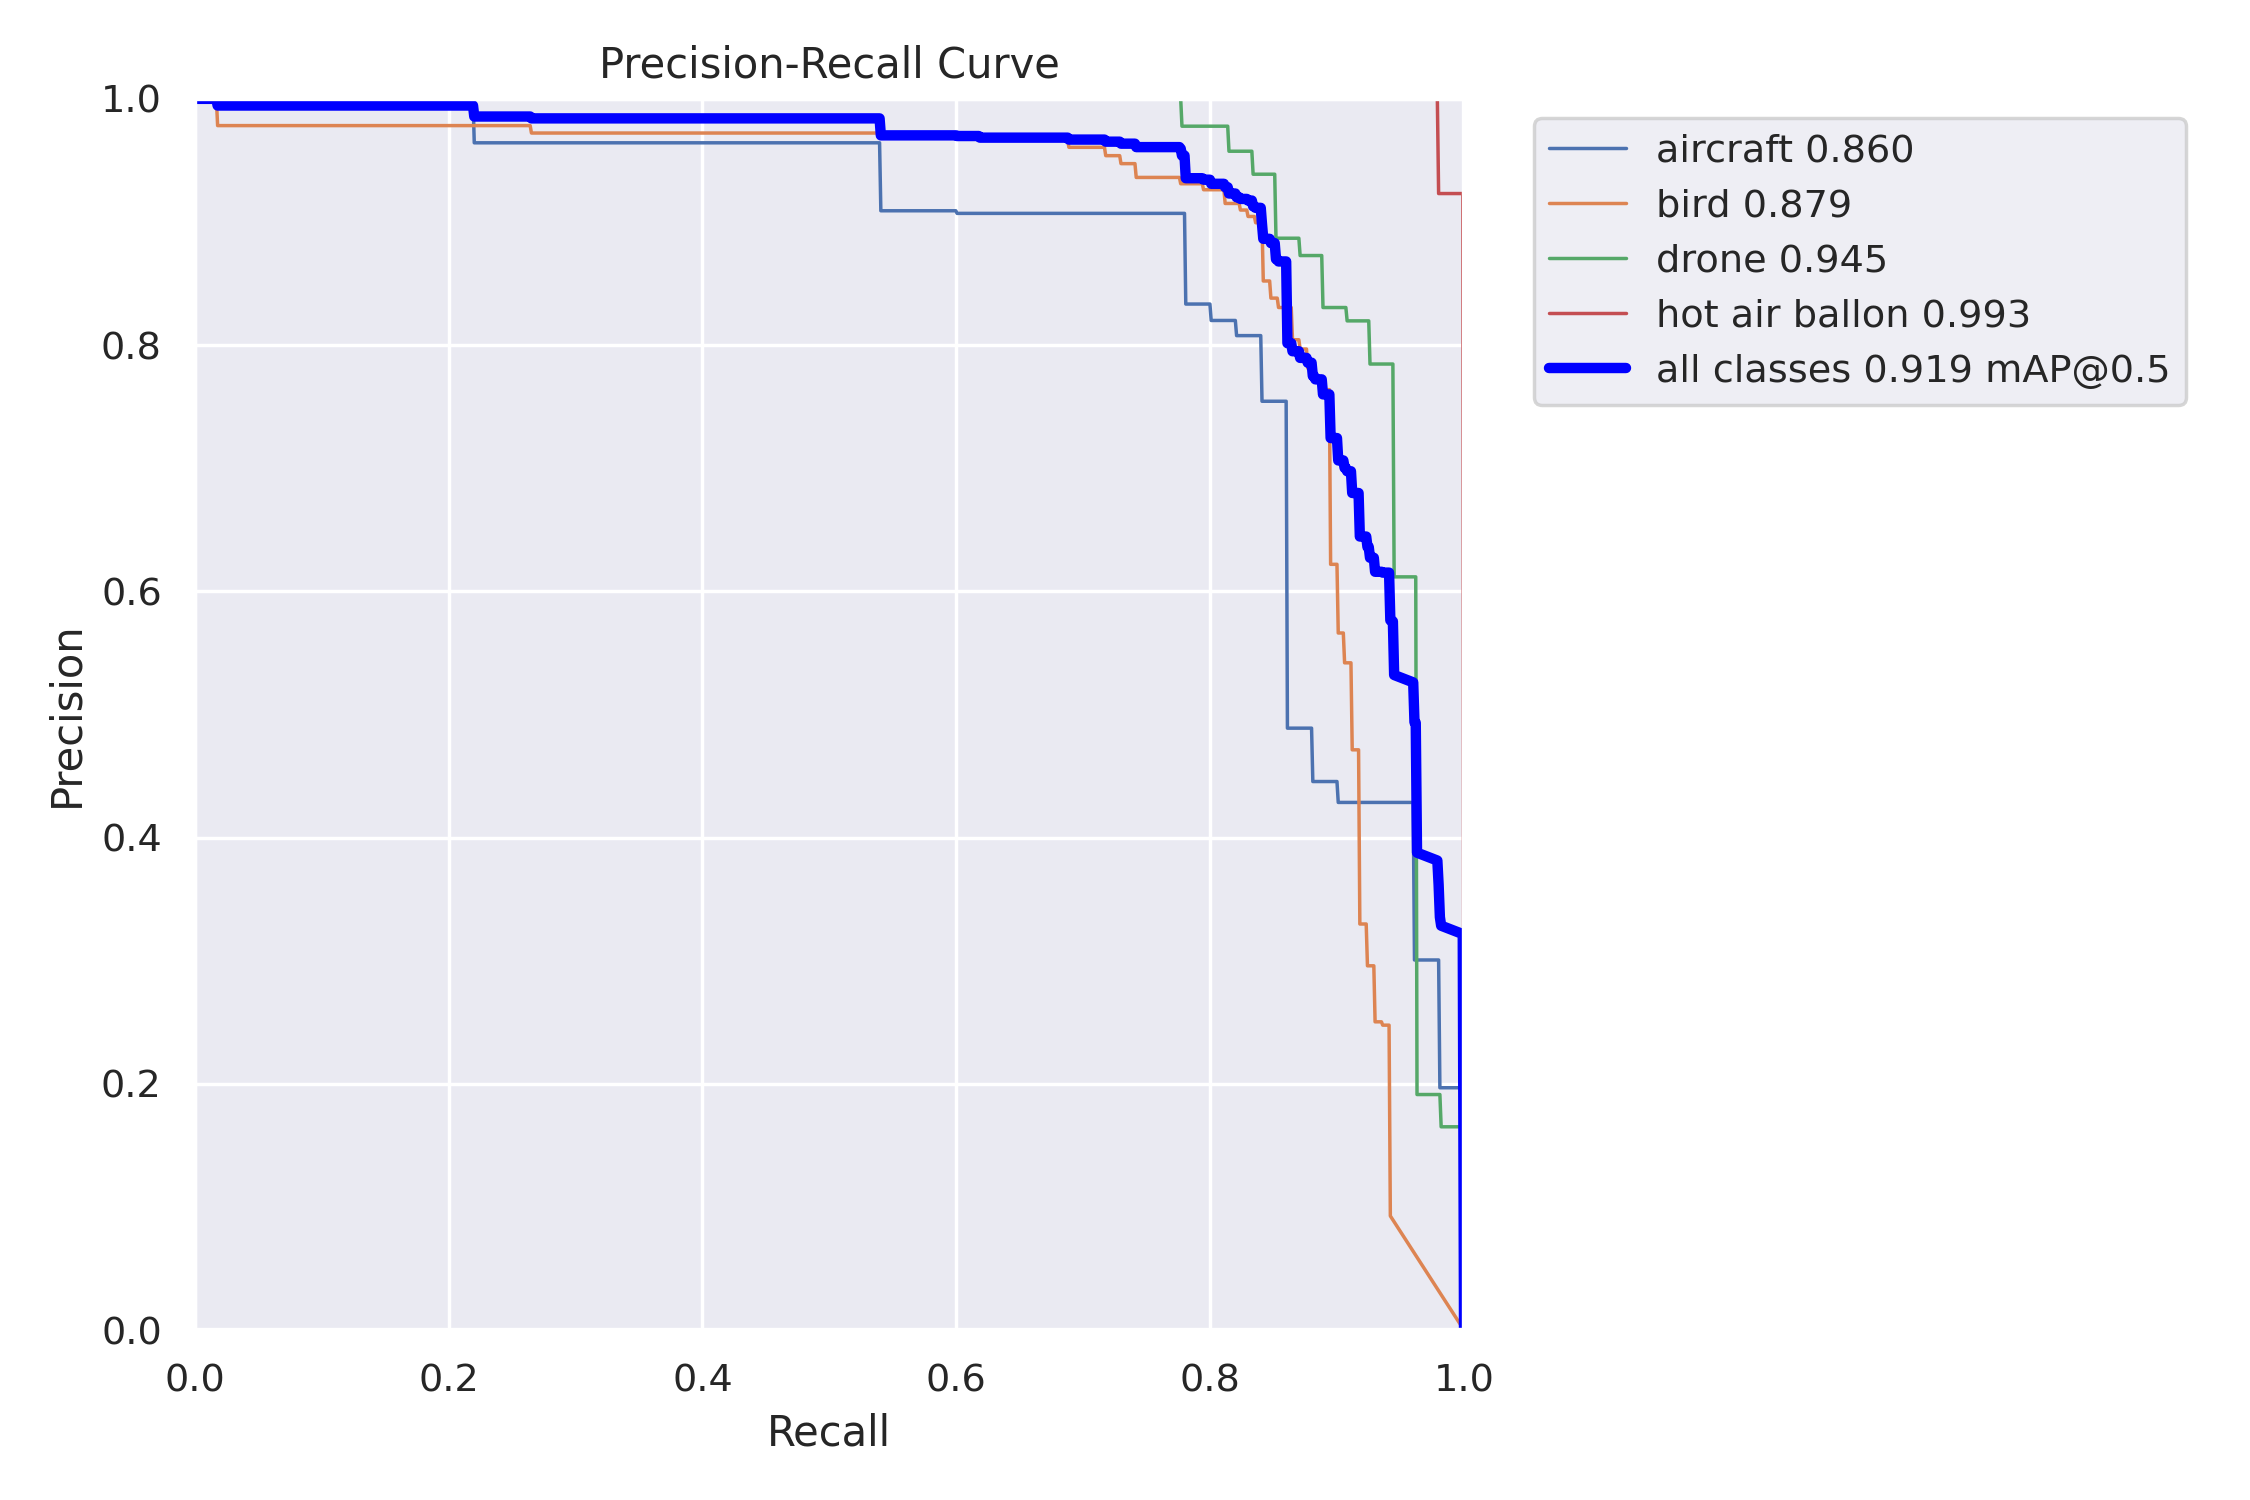 Precision-Recall Curve
1.0
0.8
0.6
0.4
0.2
0.0
Precision
0.0 0.2 0.4 0.6 0.8 1.0
Recall
aircraft 0.860
bird 0.879
drone 0.945
hot air ballon 0.993
all classes 0.919 mAP@0.5